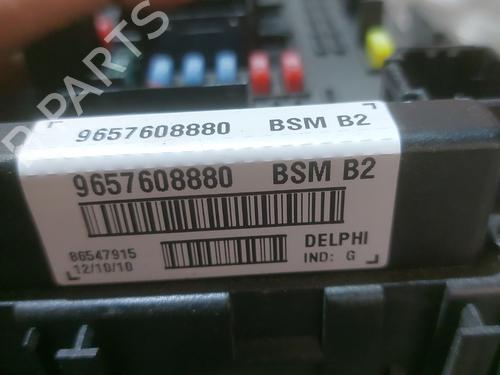 9657608880 BSM B2
9657608880 BSM B2
86547915
12/10/10
DELPHI
IND: G
PARTS